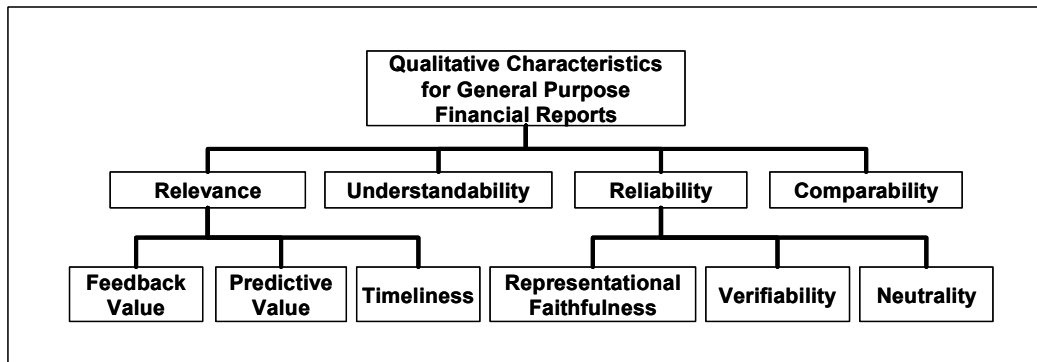 Qualitative Characteristics
for General Purpose
Financial Reports
Relevance
Understandability
Reliability
Comparability
Feedback
Value
Predictive
Value
Timeliness
Representational
Faithfulness
Verifiability
Neutrality